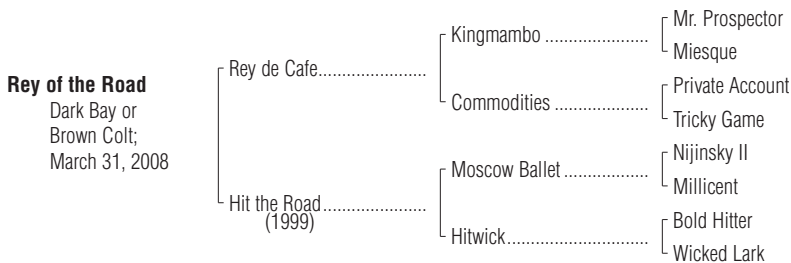 Mr. Prospector
Kingmambo ......................
Miesque
Rey de Cafe.......................
Private Account
Commodities ....................
Tricky Game
Rey of the Road
Dark Bay or
Brown Colt;
March 31, 2008
Nijinsky II
Moscow Ballet ..................
Millicent
Hit the Road......................
(1999)
Bold Hitter
Hitwick..............................
Wicked Lark